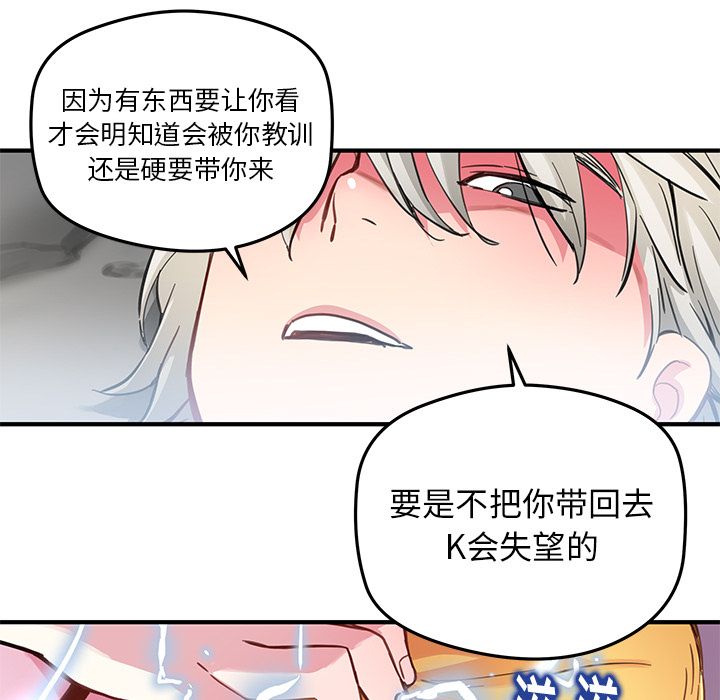 因为有东西要让你看
才会明知道会被你教训
还是硬要带你来
要是不把你带回去
K会失望的